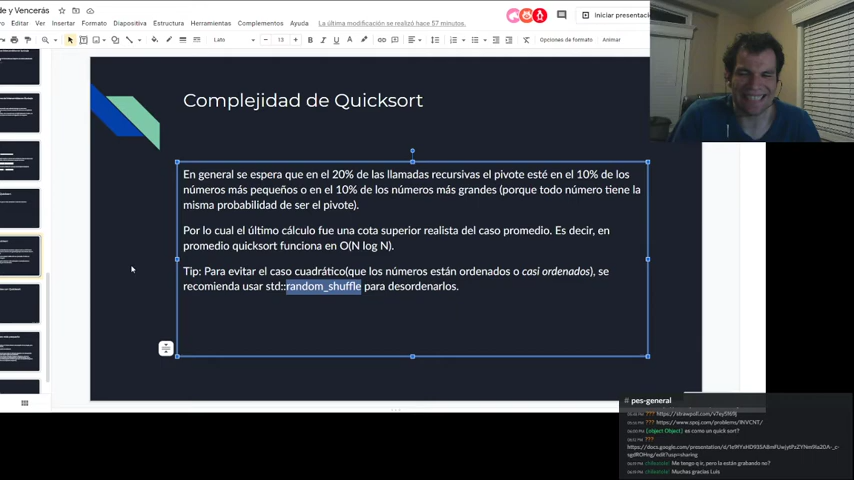 de y Vencerás
Editar Ver Insertar Formato Diapositiva Estructura Herramientas Complementos Ayuda La última modificación se realizó hace 57 minutos.
Iniciar presentación
Lato 13 Opciones de formato Animar
Complejidad de Quicksort
En general se espera que en el 20% de las llamadas recursivas el pivote esté en el 10% de los
números más pequeños o en el 10% de los números más grandes (porque todo número tiene la
misma probabilidad de ser el pivote).
Por lo cual el último cálculo fue una cota superior realista del caso promedio. Es decir, en
promedio quicksort funciona en O(N log N).
Tip: Para evitar el caso cuadrático(que los números están ordenados o casi ordenados), se
recomienda usar std::random_shuffle para desordenarlos.
# pes-general
??? https://www.spoj.com/problems/INVCNT/
[object Object] es como un quick sort?
???
Me tengo q ir, pero la están grabando no?
Muchas gracias Luis